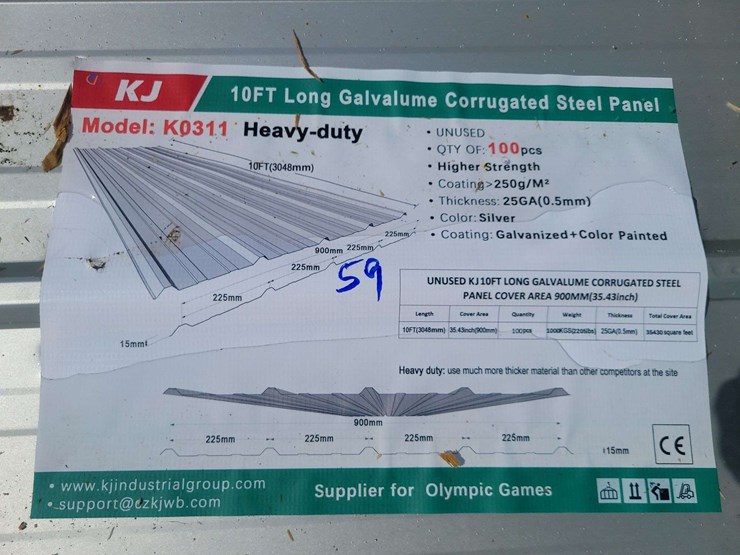 KJ
10FT Long Galvalume Corrugated Steel Panel
Model: K0311 Heavy-duty
• UNUSED
• QTY OF: 100pcs
• Higher Strength
• Coating>250g/M²
• Thickness: 25GA(0.5mm)
• Color: Silver
• Coating: Galvanized+Color Painted
10FT(3048mm)
225mm
900mm 225mm
225mm
225mm
15mm
59
UNUSED KJ 10FT LONG GALVALUME CORRUGATED STEEL
PANEL COVER AREA 900MM(35.43inch)
Length Cover Area Quantity Weight Thickness Total Cover Area
10FT(3048mm) 35.43inch(900mm) 100pcs 1000KGS(2205lbs) 25GA(0.5mm) 35430 square feet
Heavy duty: use much more thicker material than other competitors at the site
900mm
225mm 225mm 225mm 225mm
15mm
CE
• www.kjindustrialgroup.com
• support@czkjwb.com
Supplier for Olympic Games